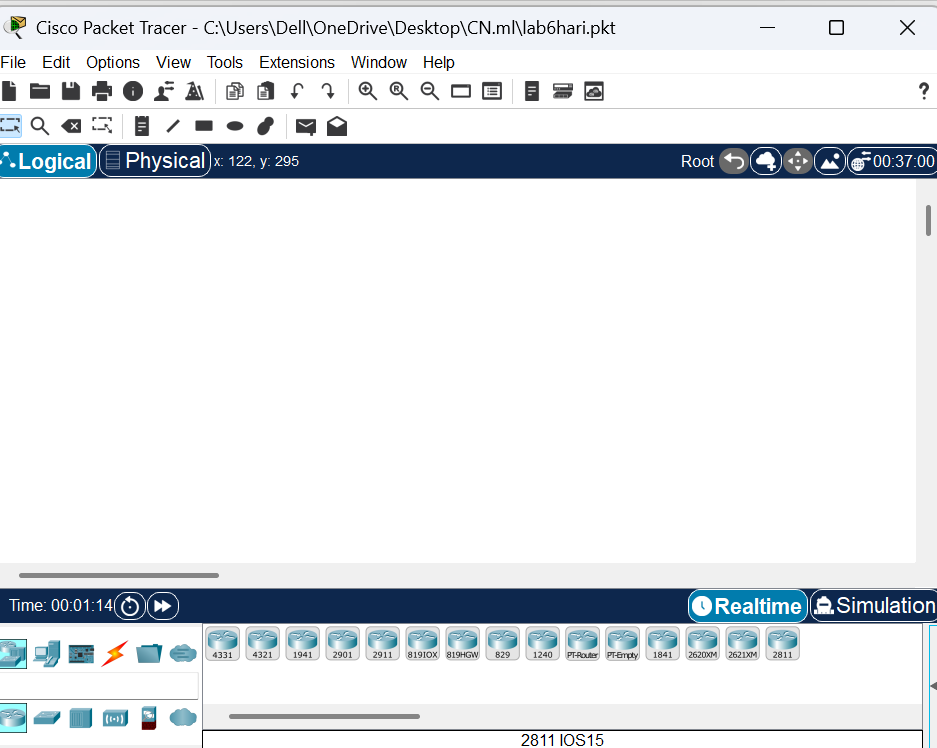 Cisco Packet Tracer - C:\Users\Dell\OneDrive\Desktop\CN.ml\lab6hari.pkt
File Edit Options View Tools Extensions Window Help
?
Logical Physical x: 122, y: 295 Root 00:37:00
Time: 00:01:14 Realtime Simulation
4331 4321 1941 2901 2911 819IOX 819HGW 829 1240 PT-Router PT-Empty 1841 2620XM 2621XM 2811
2811 IOS15